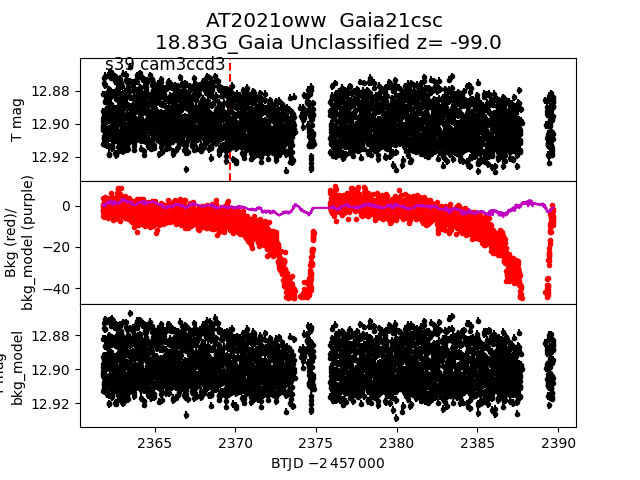 AT2021oww  Gaia21csc
18.83G_Gaia Unclassified z= -99.0
s39 cam3ccd3
T mag
12.88
12.90
12.92
Bkg (red)/
bkg_model (purple)
0
−20
−40
bkg_model
12.88
12.90
12.92
2365
2370
2375
2380
2385
2390
BTJD −2 457 000